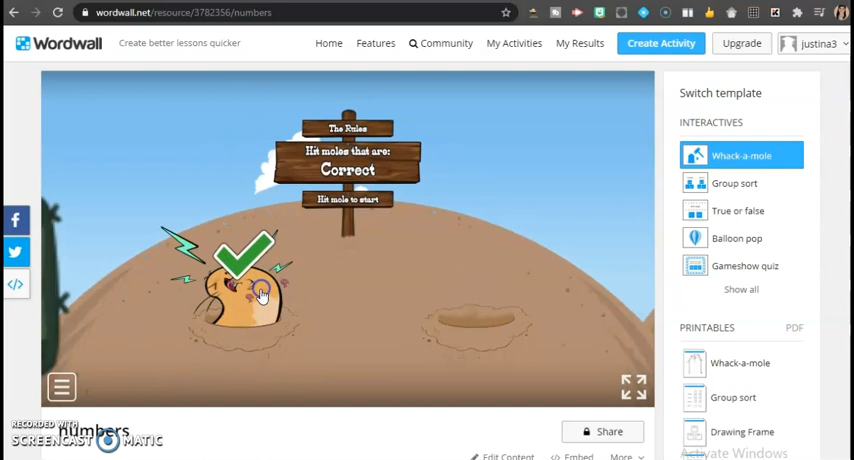 wordwall.net/resource/3782356/numbers
Wordwall
Create better lessons quicker
Home
Features
Community
My Activities
My Results
Create Activity
Upgrade
justina3
The Rules
Hit moles that are:
Correct
Hit mole to start
Switch template
INTERACTIVES
Whack-a-mole
Group sort
True or false
Balloon pop
Gameshow quiz
Show all
PRINTABLES
PDF
Whack-a-mole
Group sort
Drawing Frame
Activate Windows
numbers
Share
Edit Content
Embed
More
RECORDED WITH
SCREENCAST MATIC